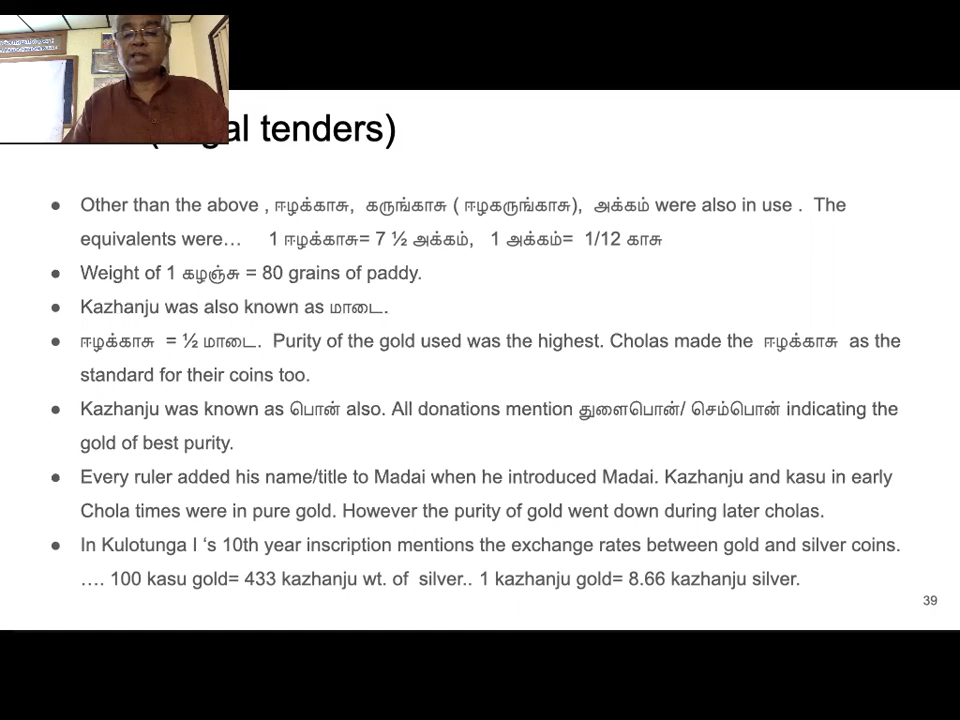 tenders)
● Other than the above , ஈழக்காசு, கருங்காசு ( ஈழகருங்காசு), அக்கம் were also in use . The
equivalents were… 1 ஈழக்காசு= 7 ½ அக்கம், 1 அக்கம்= 1/12 காசு
● Weight of 1 கழஞ்சு = 80 grains of paddy.
● Kazhanju was also known as மாடை.
● ஈழக்காசு = ½ மாடை. Purity of the gold used was the highest. Cholas made the ஈழக்காசு as the
standard for their coins too.
● Kazhanju was known as பொன் also. All donations mention துளைபொன்/ செம்பொன் indicating the
gold of best purity.
● Every ruler added his name/title to Madai when he introduced Madai. Kazhanju and kasu in early
Chola times were in pure gold. However the purity of gold went down during later cholas.
● In Kulotunga I ‘s 10th year inscription mentions the exchange rates between gold and silver coins.
…. 100 kasu gold= 433 kazhanju wt. of silver.. 1 kazhanju gold= 8.66 kazhanju silver.
39